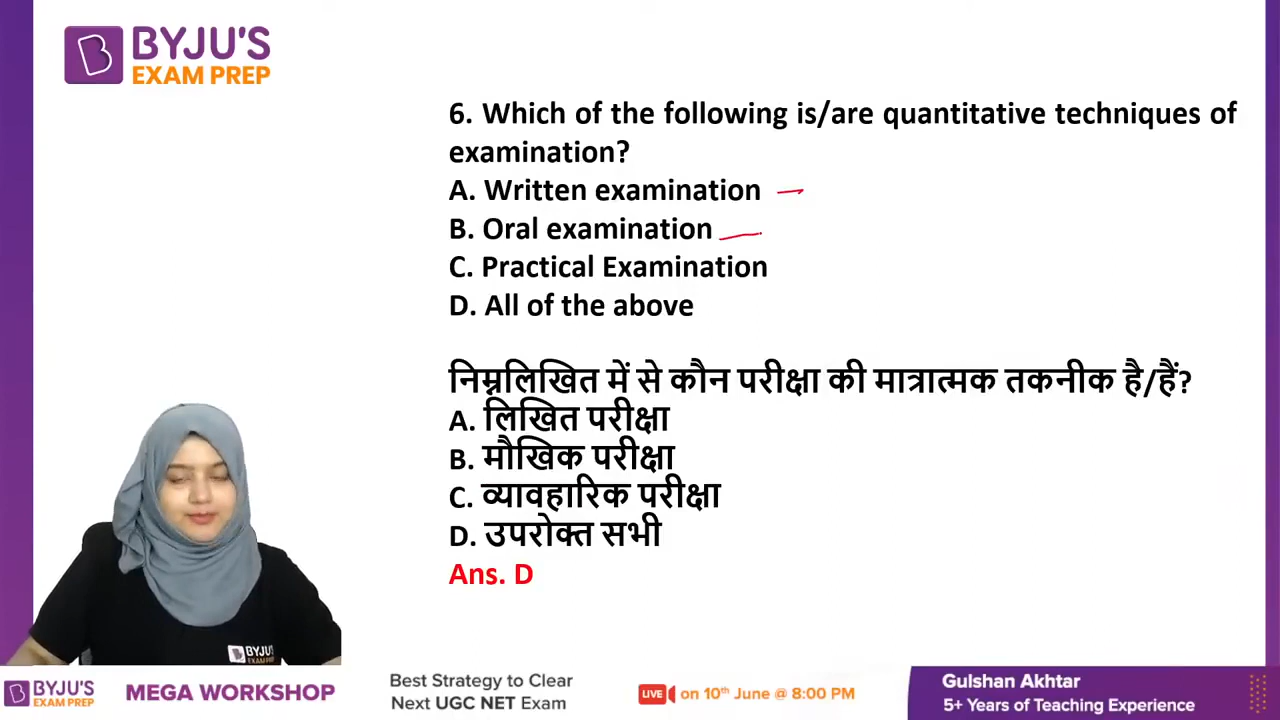 BYJU'S
EXAM PREP
6. Which of the following is/are quantitative techniques of
examination?
A. Written examination
B. Oral examination
C. Practical Examination
D. All of the above
निम्नलिखित में से कौन परीक्षा की मात्रात्मक तकनीक है/हैं?
A. लिखित परीक्षा
B. मौखिक परीक्षा
C. व्यावहारिक परीक्षा
D. उपरोक्त सभी
Ans. D
BYJU'S
EXAM PREP
BYJU'S
EXAM PREP
MEGA WORKSHOP
Best Strategy to Clear
Next UGC NET Exam
LIVE on 10th June @ 8:00 PM
Gulshan Akhtar
5+ Years of Teaching Experience